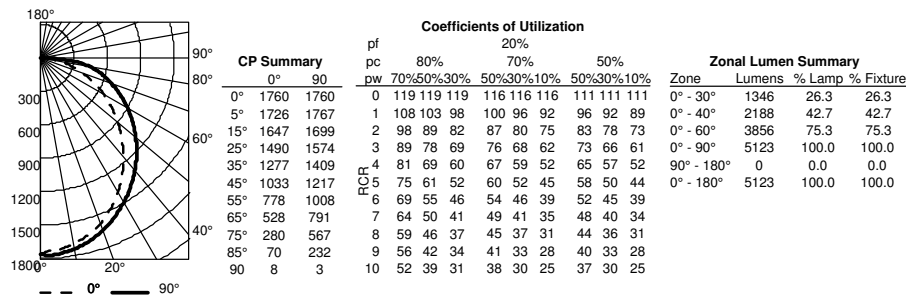 180°
90°
80°
60°
40°
20°
0°
300
600
900
1200
1500
1800
0° 90°
CP Summary
0° 90
0° 1760 1760
5° 1726 1767
15° 1647 1699
25° 1490 1574
35° 1277 1409
45° 1033 1217
55° 778 1008
65° 528 791
75° 280 567
85° 70 232
90 8 3
Coefficients of Utilization
pf 20%
pc 80% 70% 50%
pw 70%50%30% 50%30%10% 50%30%10%
RCR
0 119 119 119 116 116 116 111 111 111
1 108 103 98 100 96 92 96 92 89
2 98 89 82 87 80 75 83 78 73
3 89 78 69 76 68 62 73 66 61
4 81 69 60 67 59 52 65 57 52
5 75 61 52 60 52 45 58 50 44
6 69 55 46 54 46 39 52 45 39
7 64 50 41 49 41 35 48 40 34
8 59 46 37 45 37 31 44 36 31
9 56 42 34 41 33 28 40 33 28
10 52 39 31 38 30 25 37 30 25
Zonal Lumen Summary
Zone Lumens % Lamp % Fixture
0° - 30° 1346 26.3 26.3
0° - 40° 2188 42.7 42.7
0° - 60° 3856 75.3 75.3
0° - 90° 5123 100.0 100.0
90° - 180° 0 0.0 0.0
0° - 180° 5123 100.0 100.0